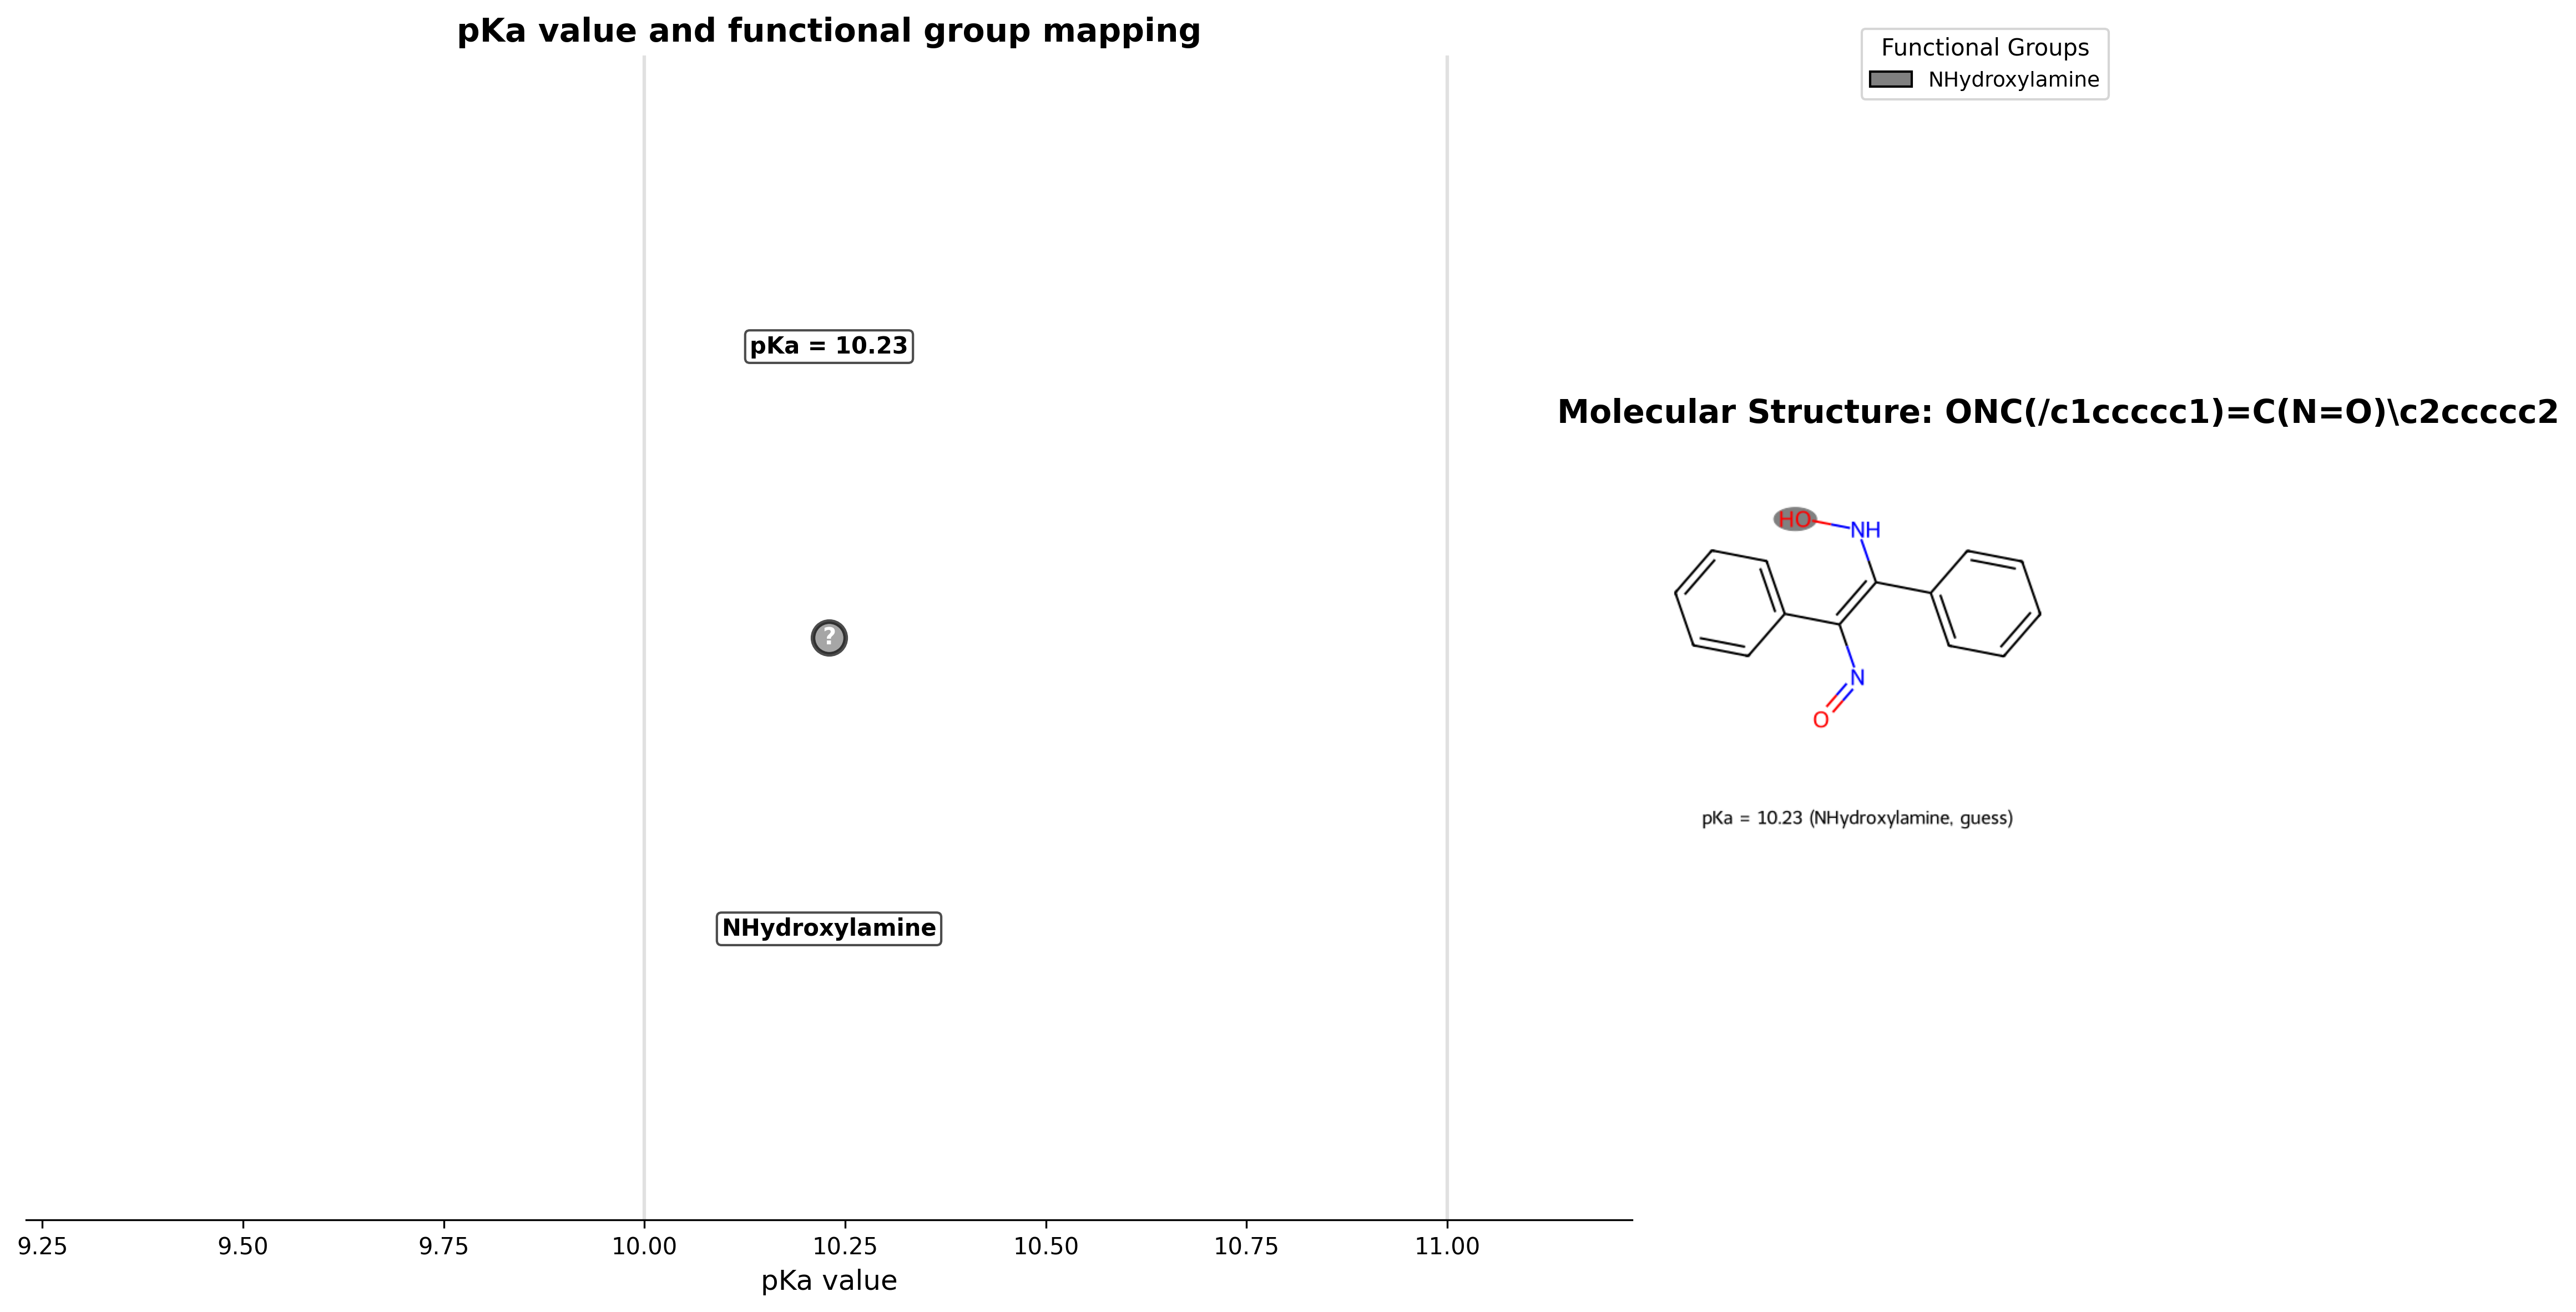 pKa value and functional group mapping
Functional Groups
NHydroxylamine
pKa = 10.23
Molecular Structure: ONC(/c1ccccc1)=C(N=O)\c2ccccc2
HO
NH
?
N
O
pKa = 10.23 (NHydroxylamine, guess)
NHydroxylamine
9.25 9.50 9.75 10.00 10.25 10.50 10.75 11.00
pKa value